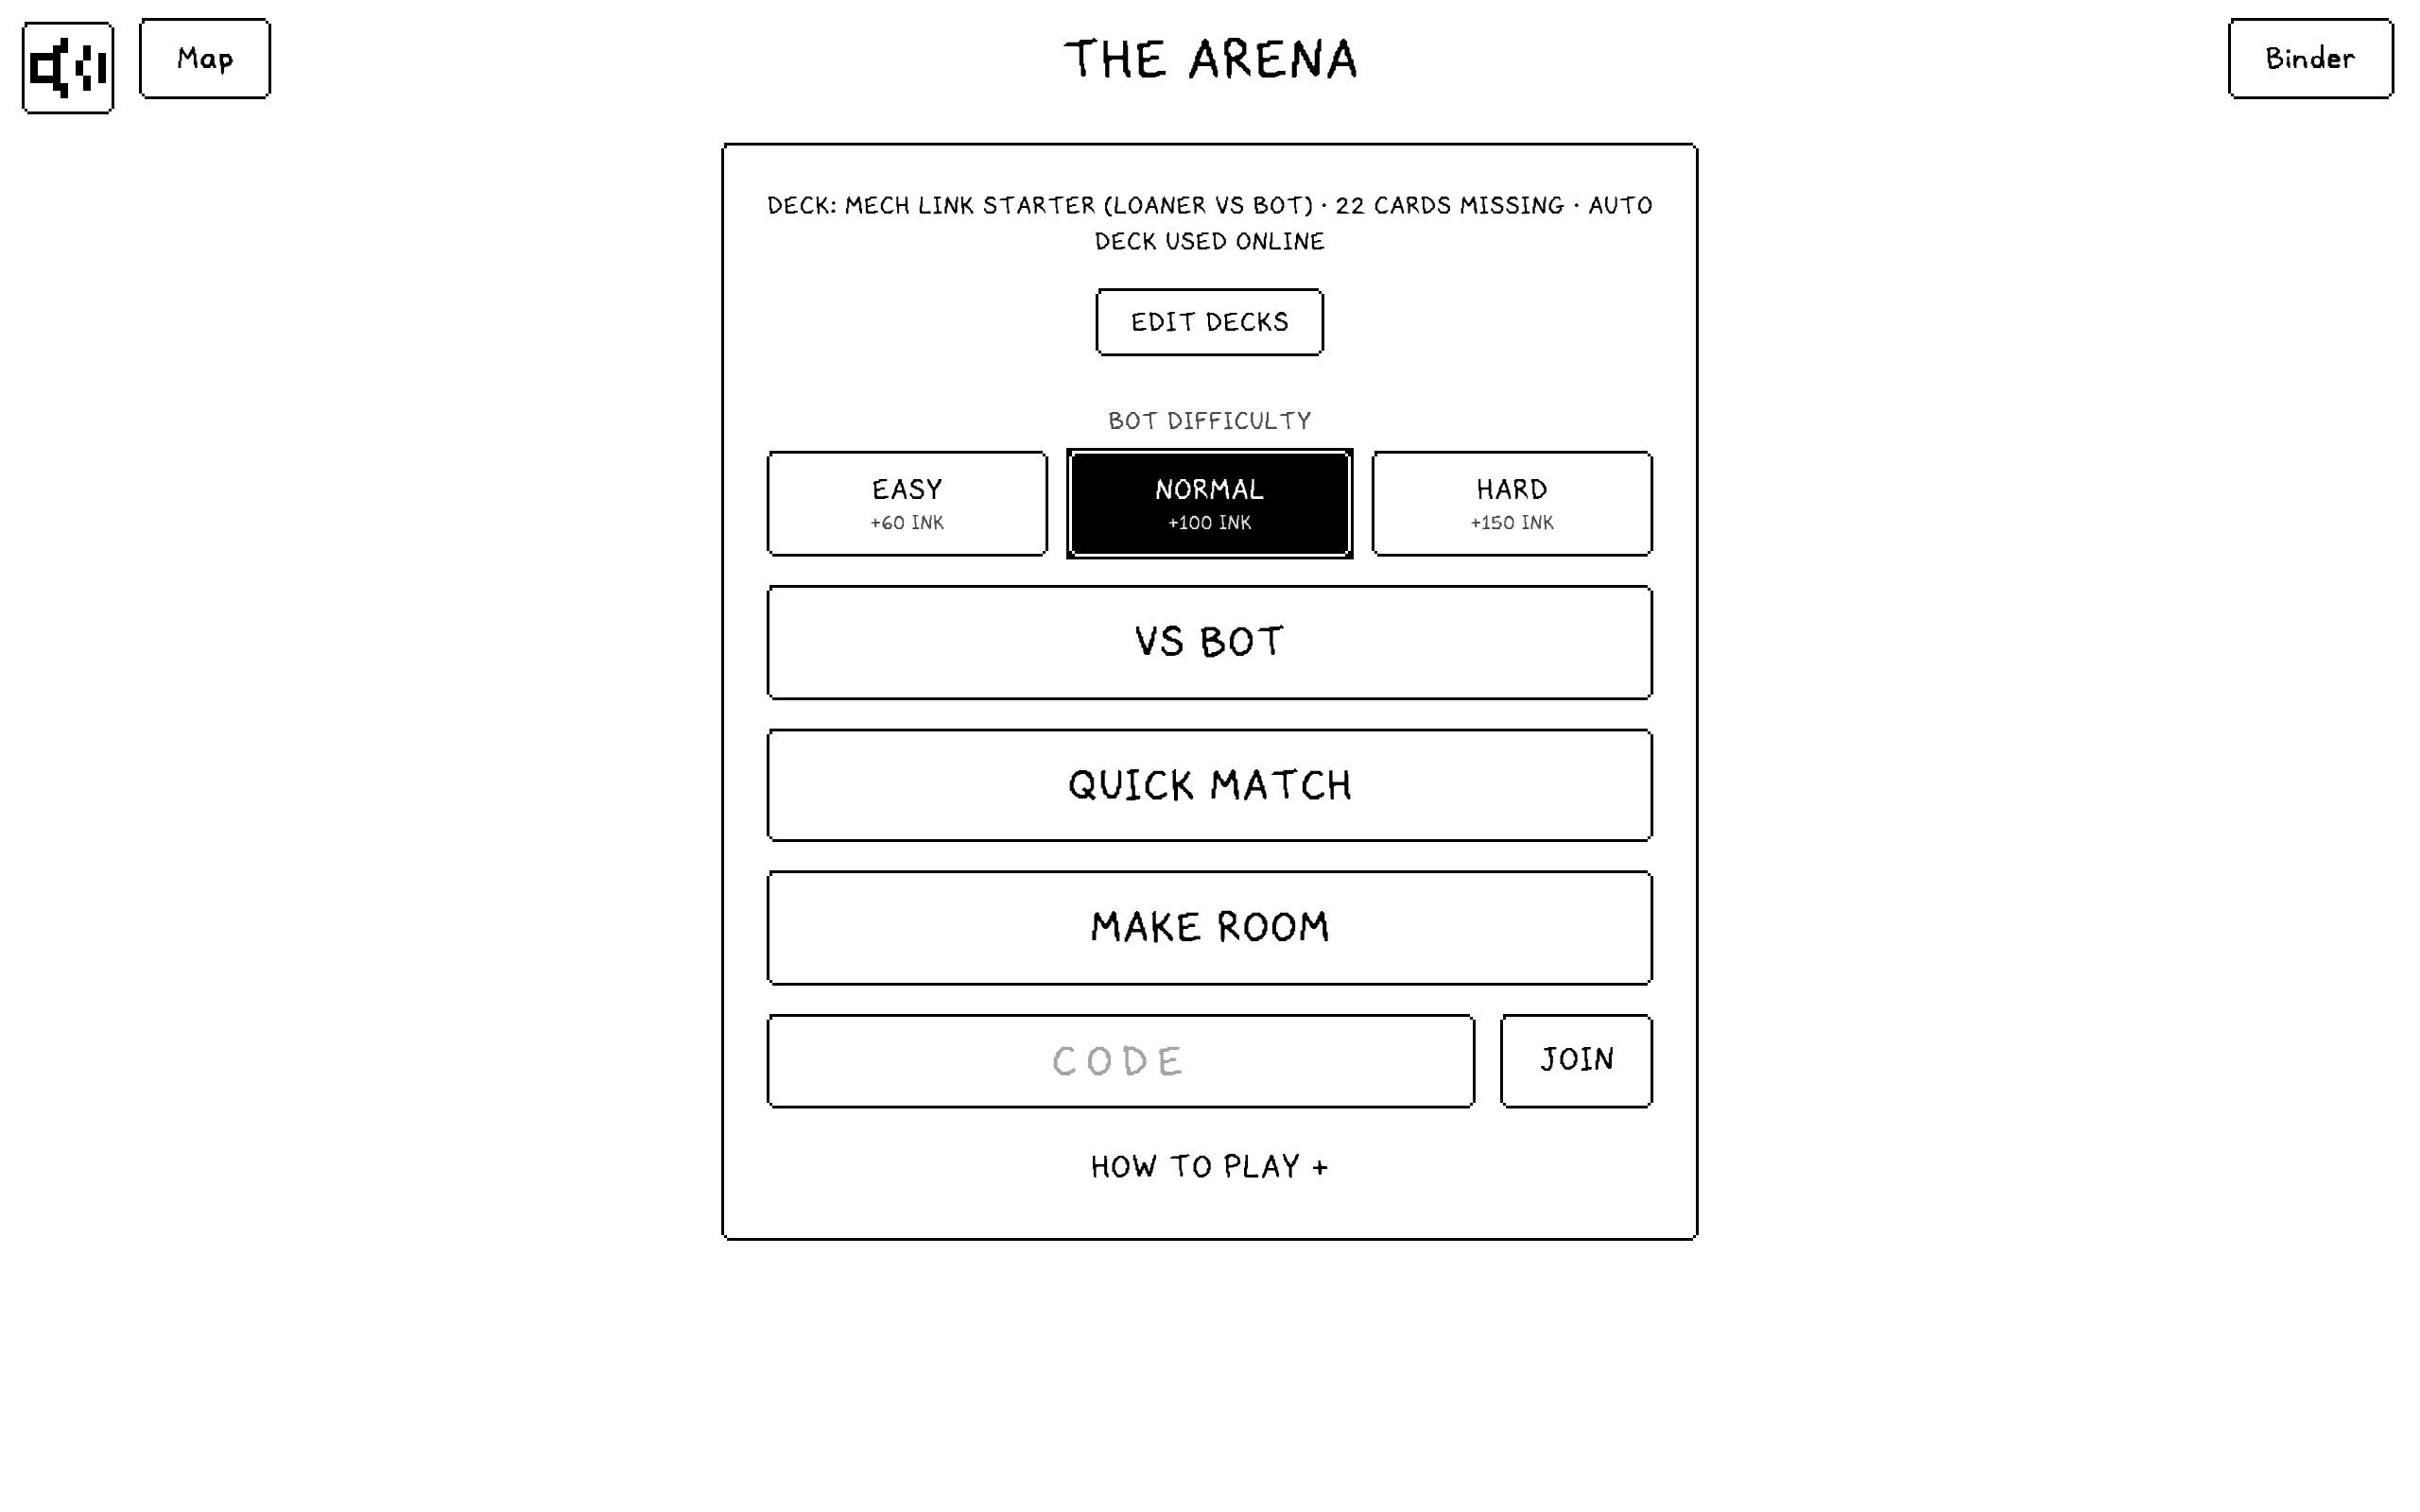 Map
THE ARENA
Binder
DECK: MECH LINK STARTER (LOANER VS BOT) · 22 CARDS MISSING · AUTO
DECK USED ONLINE
EDIT DECKS
BOT DIFFICULTY
EASY
+60 INK
NORMAL
+100 INK
HARD
+150 INK
VS BOT
QUICK MATCH
MAKE ROOM
CODE
JOIN
HOW TO PLAY +